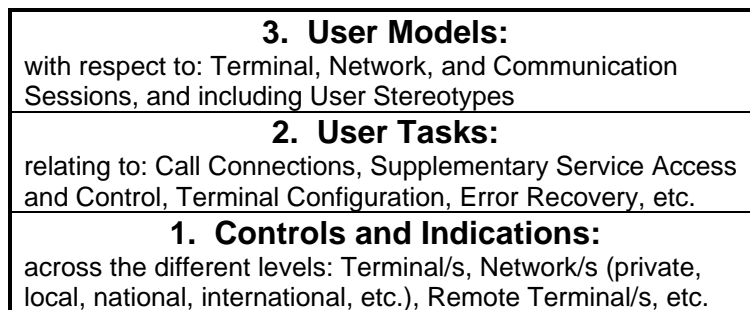 3. User Models:
with respect to: Terminal, Network, and Communication
Sessions, and including User Stereotypes
2. User Tasks:
relating to: Call Connections, Supplementary Service Access
and Control, Terminal Configuration, Error Recovery, etc.
1. Controls and Indications:
across the different levels: Terminal/s, Network/s (private,
local, national, international, etc.), Remote Terminal/s, etc.